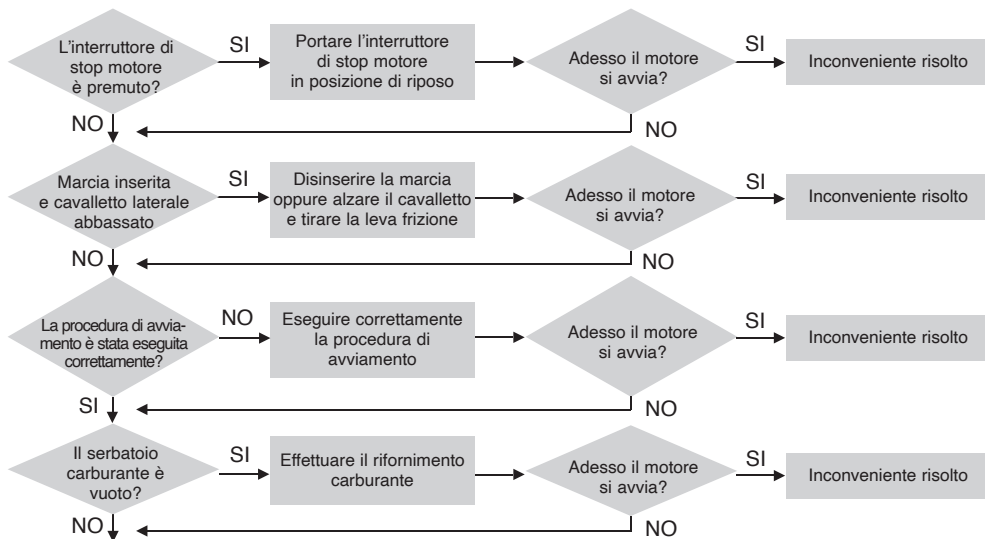 L'interruttore di
stop motore
è premuto?
SI
Portare l'interruttore
di stop motore
in posizione di riposo
Adesso il motore
si avvia?
SI
Inconveniente risolto
NO
NO
Marcia inserita
e cavalletto laterale
abbassato
SI
Disinserire la marcia
oppure alzare il cavalletto
e tirare la leva frizione
Adesso il motore
si avvia?
SI
Inconveniente risolto
NO
NO
La procedura di avvia-
mento è stata eseguita
correttamente?
NO
Eseguire correttamente
la procedura di
avviamento
Adesso il motore
si avvia?
SI
Inconveniente risolto
SI
NO
Il serbatoio
carburante è
vuoto?
SI
Effettuare il rifornimento
carburante
Adesso il motore
si avvia?
SI
Inconveniente risolto
NO
NO